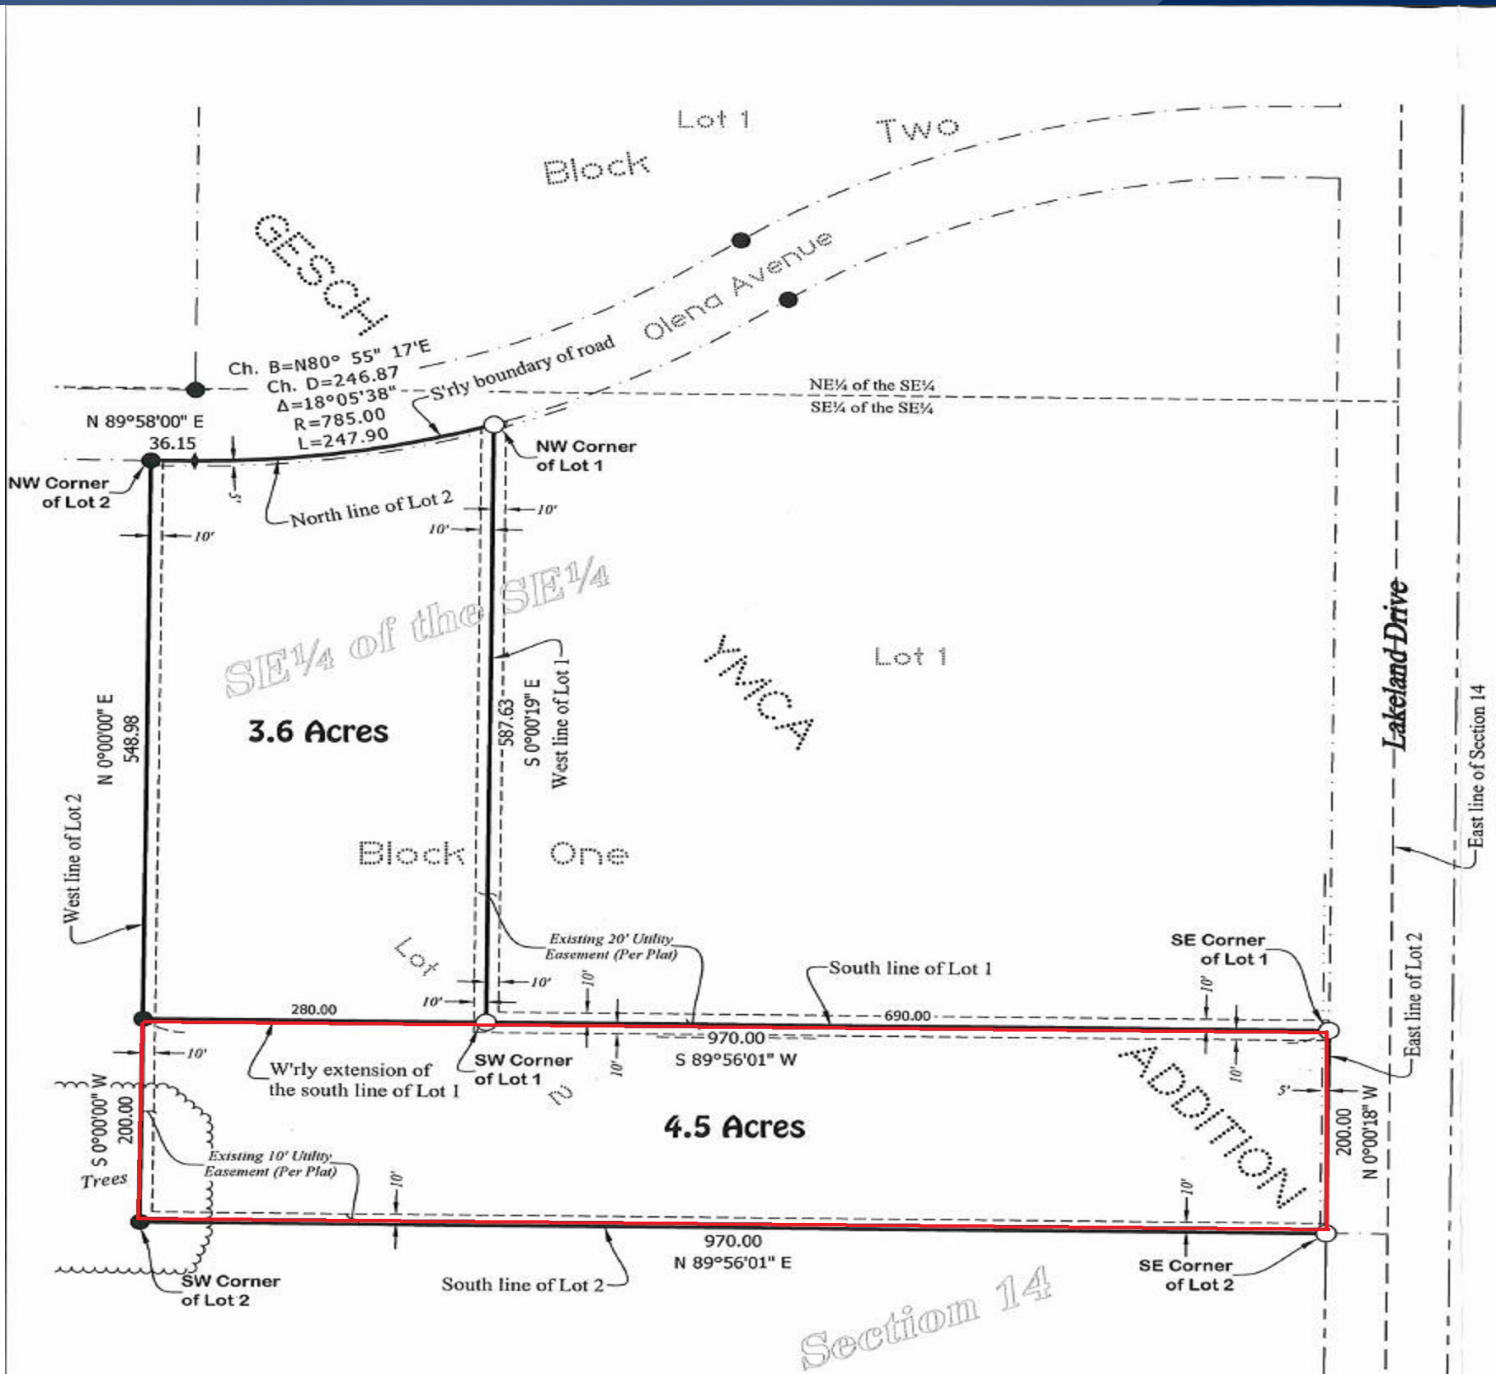 Lot 1
Two
Block
GESCH
Olena Avenue
Ch. B=N80° 55" 17'E
Ch. D=246.87
Δ=18°05'38"
R=785.00
L=247.90
S'rly boundary of road
NE¼ of the SE¼
SE¼ of the SE¼
N 89°58'00" E
36.15
NW Corner
of Lot 1
NW Corner
of Lot 2
5'
North line of Lot 2
10'
10'
10'
SE¼ of the SE¼
Lot 1
YMCA
Lakeland Drive
East line of Section 14
N 0°00'00" E
548.98
3.6 Acres
587.63
S 0°00'19" E
West line of Lot 1
West line of Lot 2
Block One
Lot
Existing 20' Utility
Easement (Per Plat)
SE Corner
of Lot 1
South line of Lot 1
East line of Lot 2
10'
10'
10'
10'
280.00
690.00
970.00
S 89°56'01" W
10'
W'rly extension of
the south line of Lot 1
SW Corner
of Lot 1
10'
10'
2
ADDITION
5'
S 0°00'00" W
200.00
4.5 Acres
200.00
N 0°00'18" W
Trees
Existing 10' Utility
Easement (Per Plat)
10'
10'
970.00
N 89°56'01" E
SW Corner
of Lot 2
South line of Lot 2
SE Corner
of Lot 2
Section 14